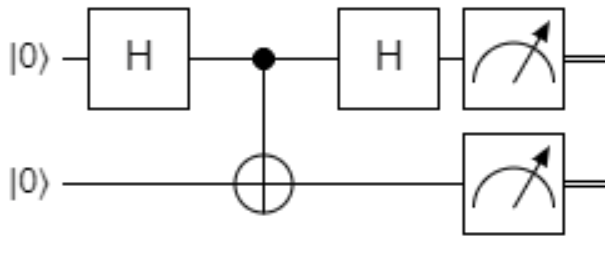 |0⟩ H H
|0⟩